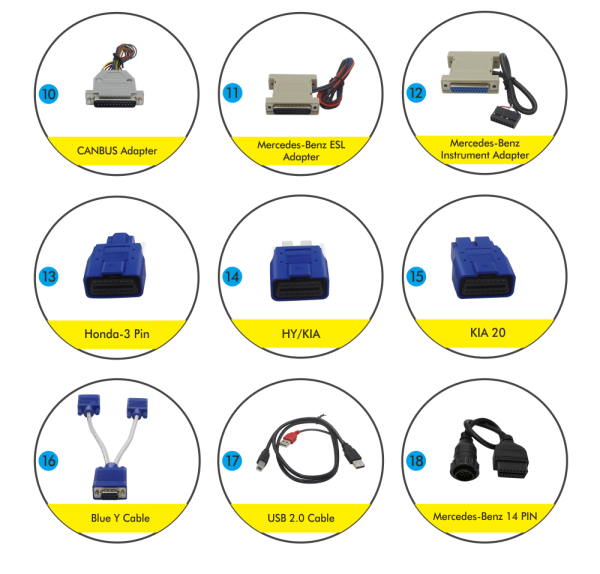 10
CANBUS Adapter
11
Mercedes-Benz ESL
Adapter
12
Mercedes-Benz
Instrument Adapter
13
Honda-3 Pin
14
HY/KIA
15
KIA 20
16
Blue Y Cable
17
USB 2.0 Cable
18
Mercedes-Benz 14 PIN